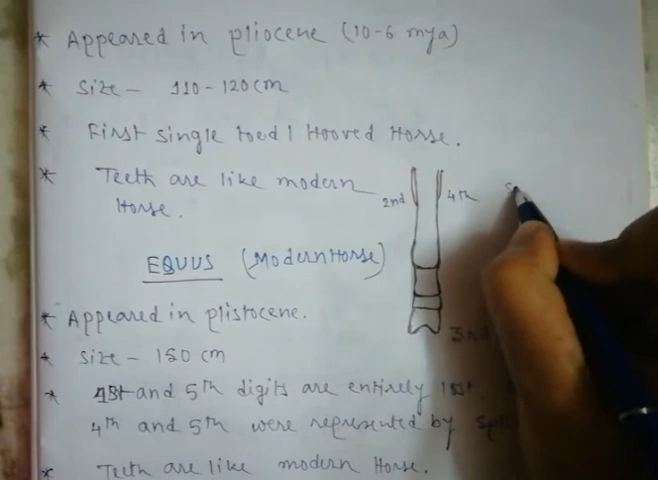 * Appeared in pliocene (10-6 mya)
* Size - 110-120cm
* First single toed | Hooved Horse.
* Teeth are like modern
Horse.
2nd 4th
EQUUS (Modern Horse)
3rd
* Appeared in plistocene.
* Size - 150 cm
* 1st and 5th digits are entirely lost.
4th and 5th were represented by
* Teeth are like modern Horse.